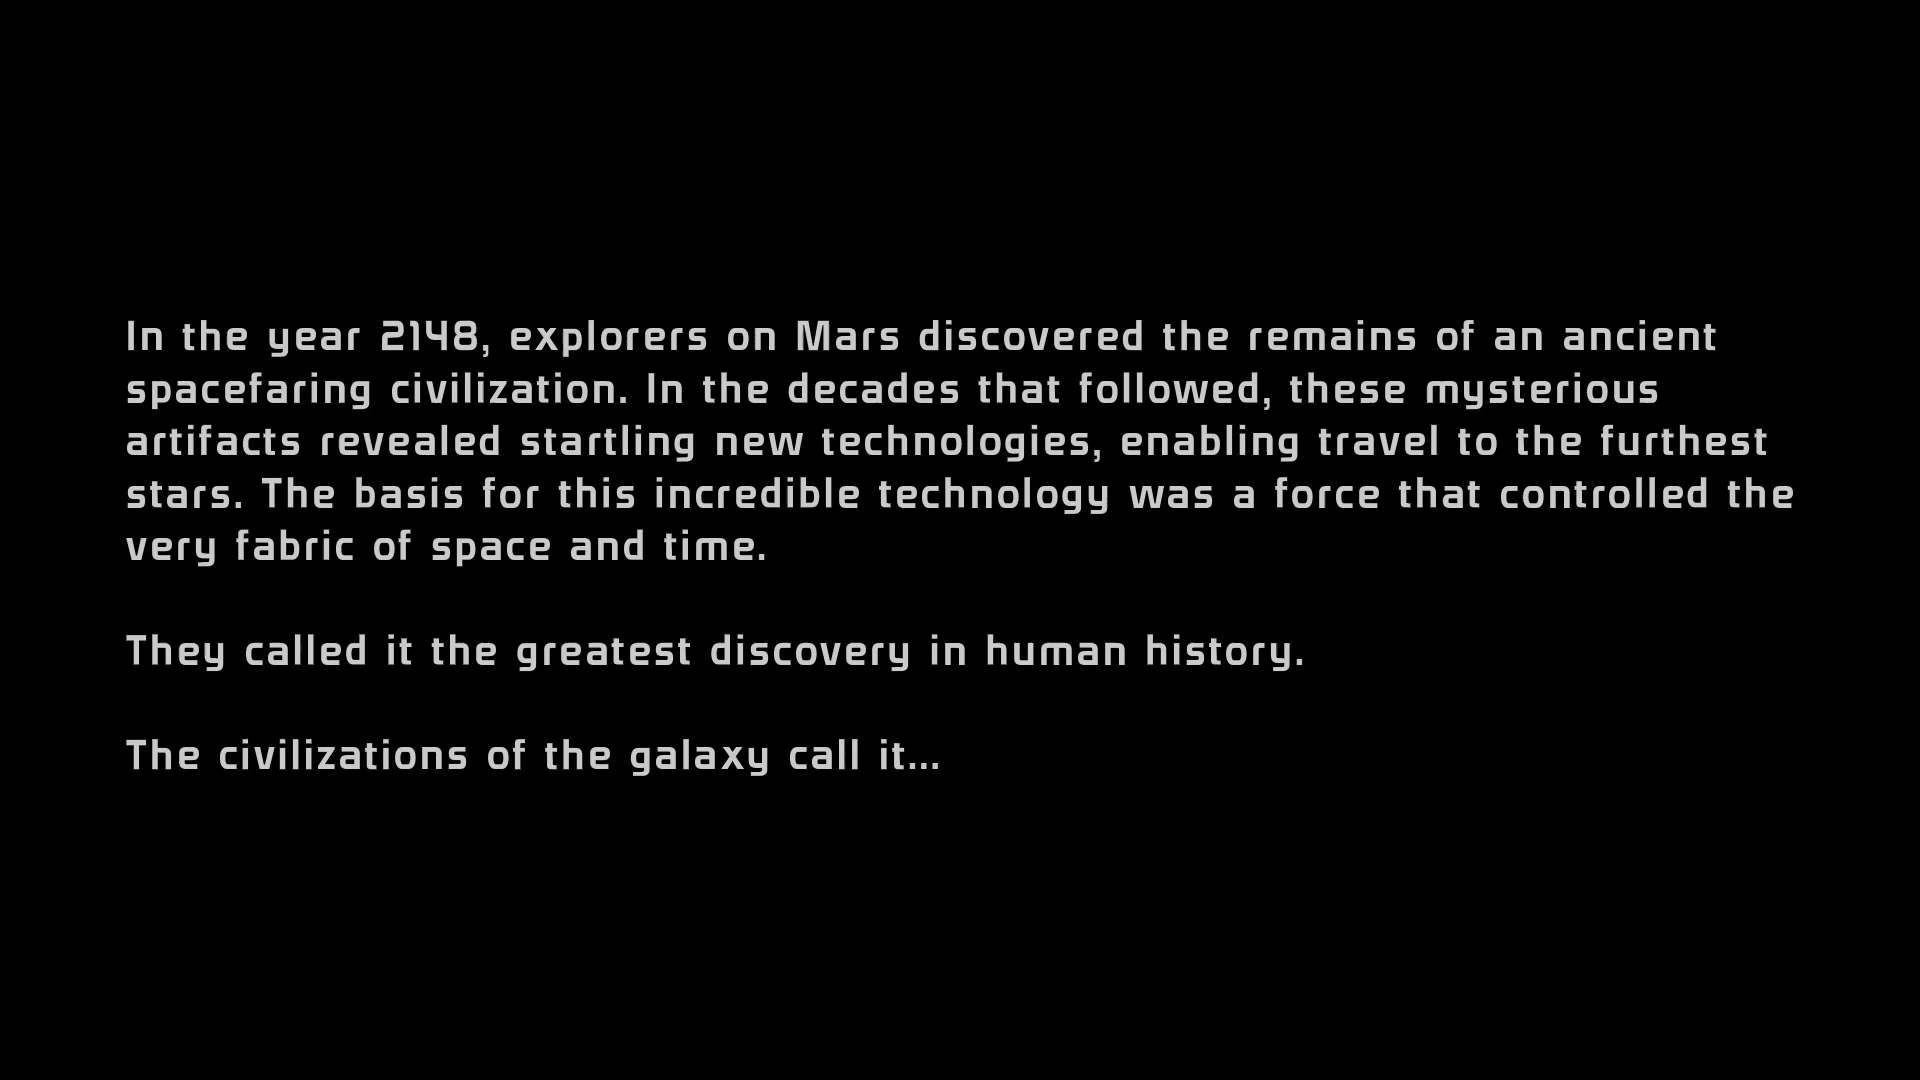 In the year 2148, explorers on Mars discovered the remains of an ancient
spacefaring civilization. In the decades that followed, these mysterious
artifacts revealed startling new technologies, enabling travel to the furthest
stars. The basis for this incredible technology was a force that controlled the
very fabric of space and time.
They called it the greatest discovery in human history.
The civilizations of the galaxy call it...